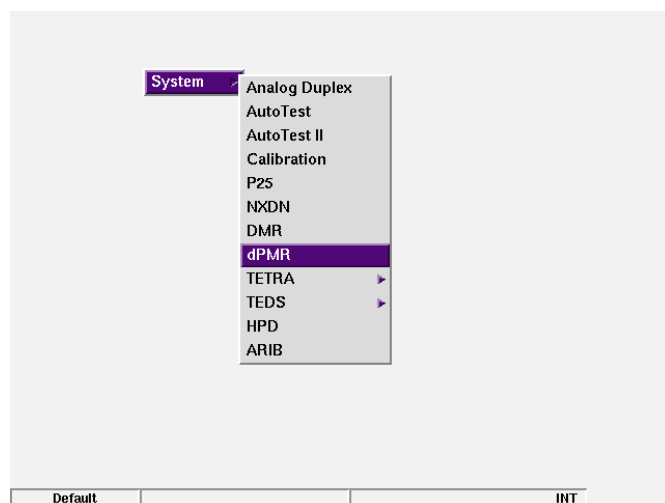 System
Analog Duplex
AutoTest
AutoTest II
Calibration
P25
NXDN
DMR
dPMR
TETRA
TEDS
HPD
ARIB
Default INT